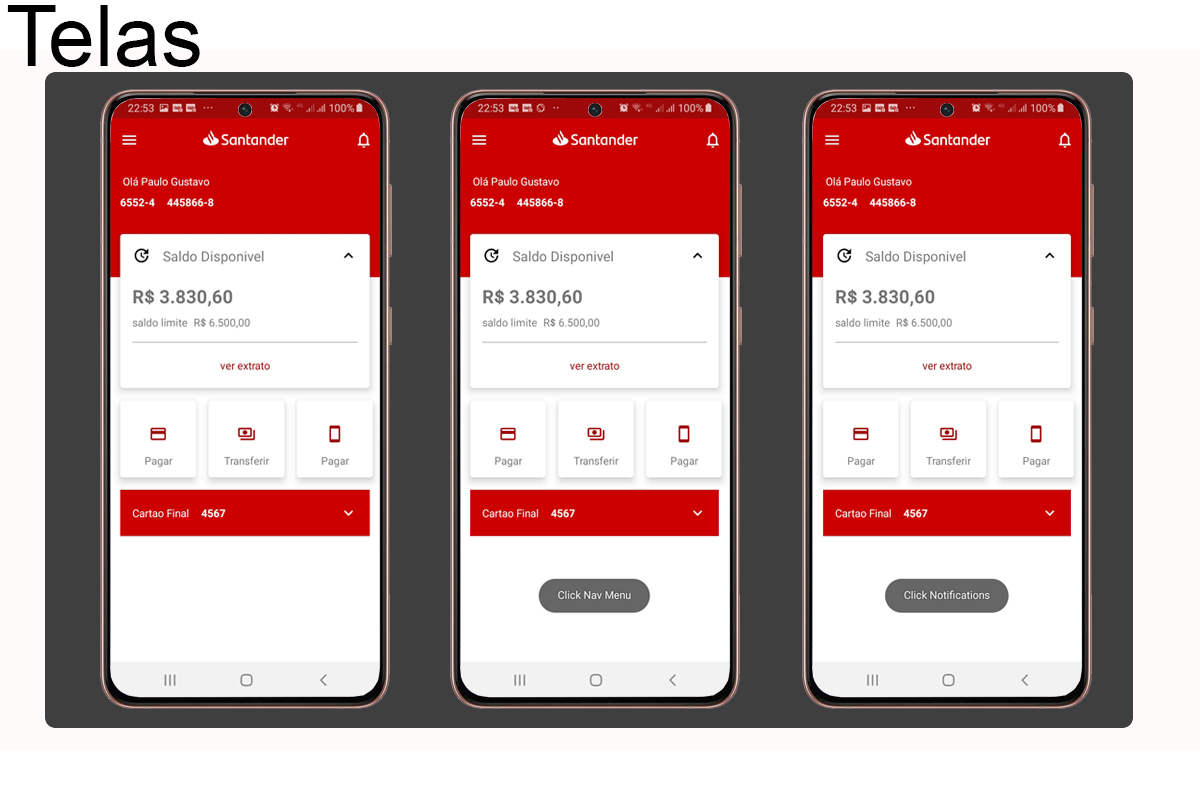 Telas
22:53 100%
Santander
Olá Paulo Gustavo
6552-4 445866-8
Saldo Disponivel
R$ 3.830,60
saldo limite R$ 6.500,00
ver extrato
Pagar Transferir Pagar
Cartao Final 4567
22:53 100%
Santander
Olá Paulo Gustavo
6552-4 445866-8
Saldo Disponivel
R$ 3.830,60
saldo limite R$ 6.500,00
ver extrato
Pagar Transferir Pagar
Cartao Final 4567
Click Nav Menu
22:53 100%
Santander
Olá Paulo Gustavo
6552-4 445866-8
Saldo Disponivel
R$ 3.830,60
saldo limite R$ 6.500,00
ver extrato
Pagar Transferir Pagar
Cartao Final 4567
Click Notifications